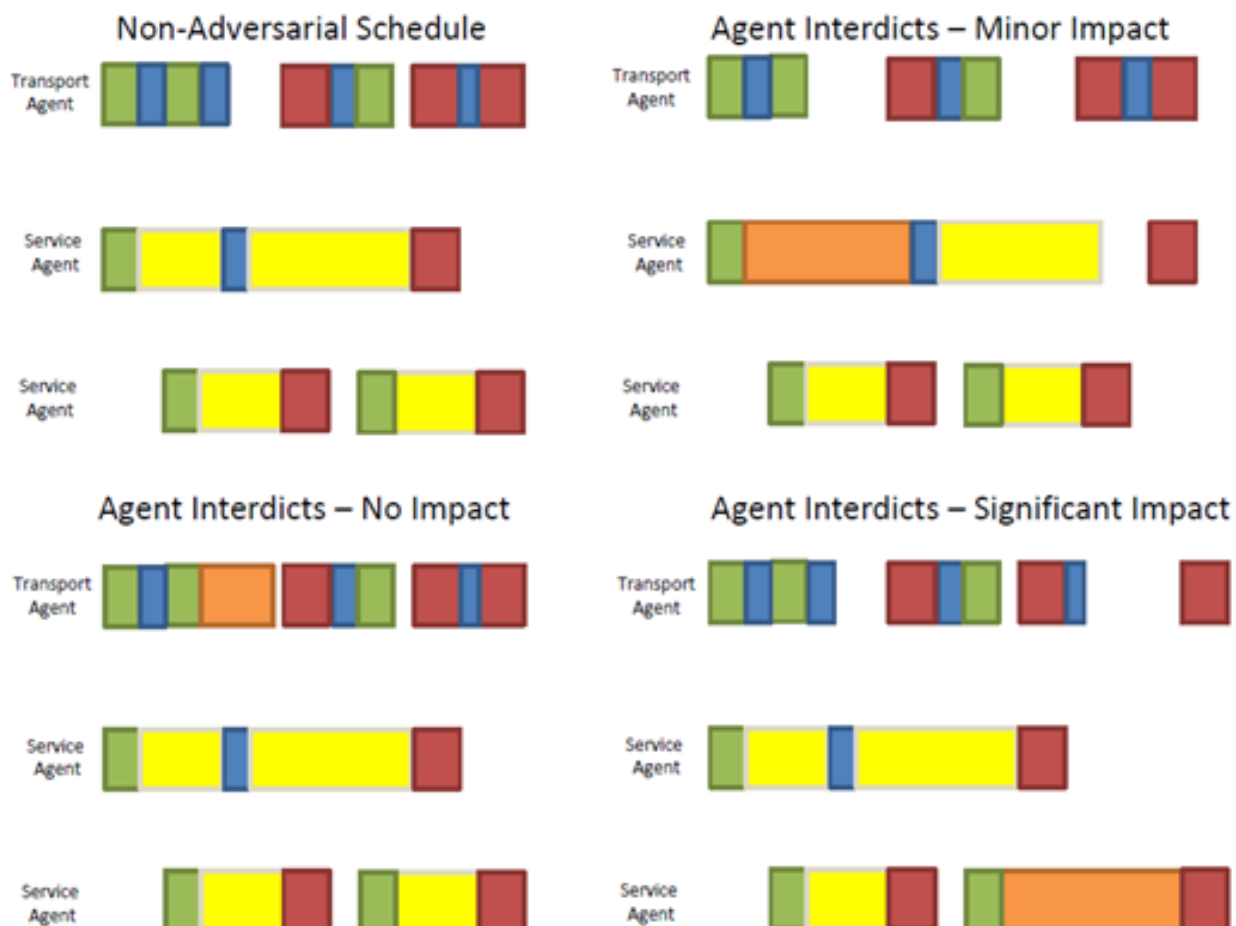 Non-Adversarial Schedule
Transport
Agent
Service
Agent
Service
Agent
Agent Interdicts – Minor Impact
Transport
Agent
Service
Agent
Service
Agent
Agent Interdicts – No Impact
Transport
Agent
Service
Agent
Service
Agent
Agent Interdicts – Significant Impact
Transport
Agent
Service
Agent
Service
Agent